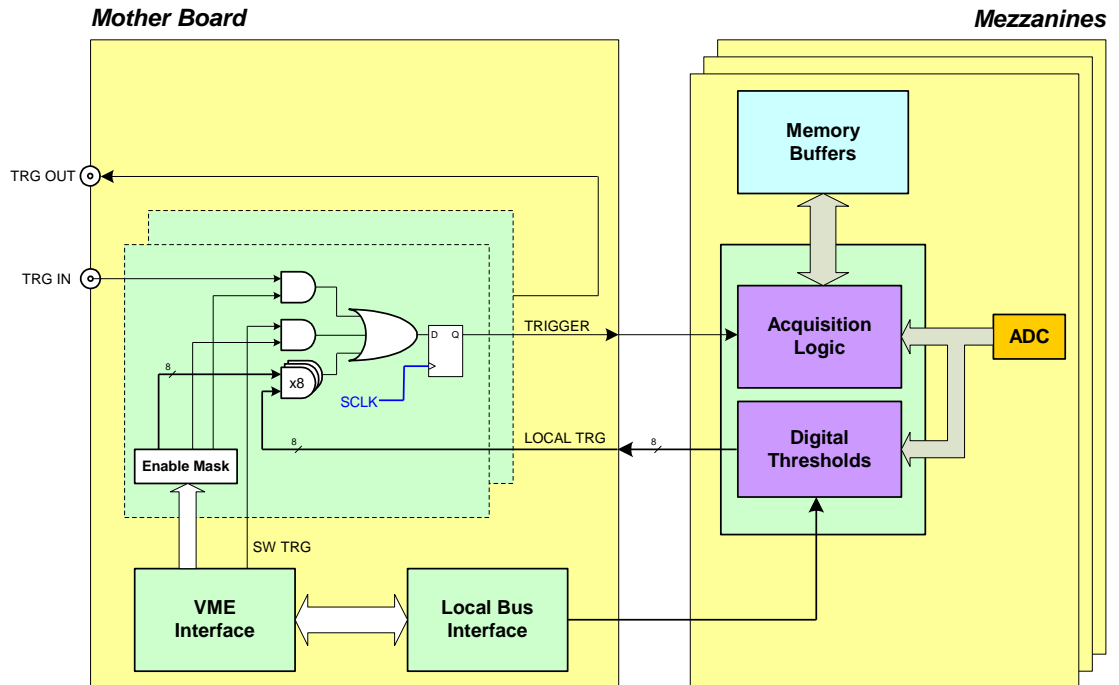 Mother Board
Mezzanines
Memory
Buffers
TRG OUT
TRG IN
TRIGGER
D Q
Acquisition
Logic
ADC
8
x8
SCLK
8
LOCAL TRG
8
Digital
Thresholds
Enable Mask
SW TRG
VME
Interface
Local Bus
Interface